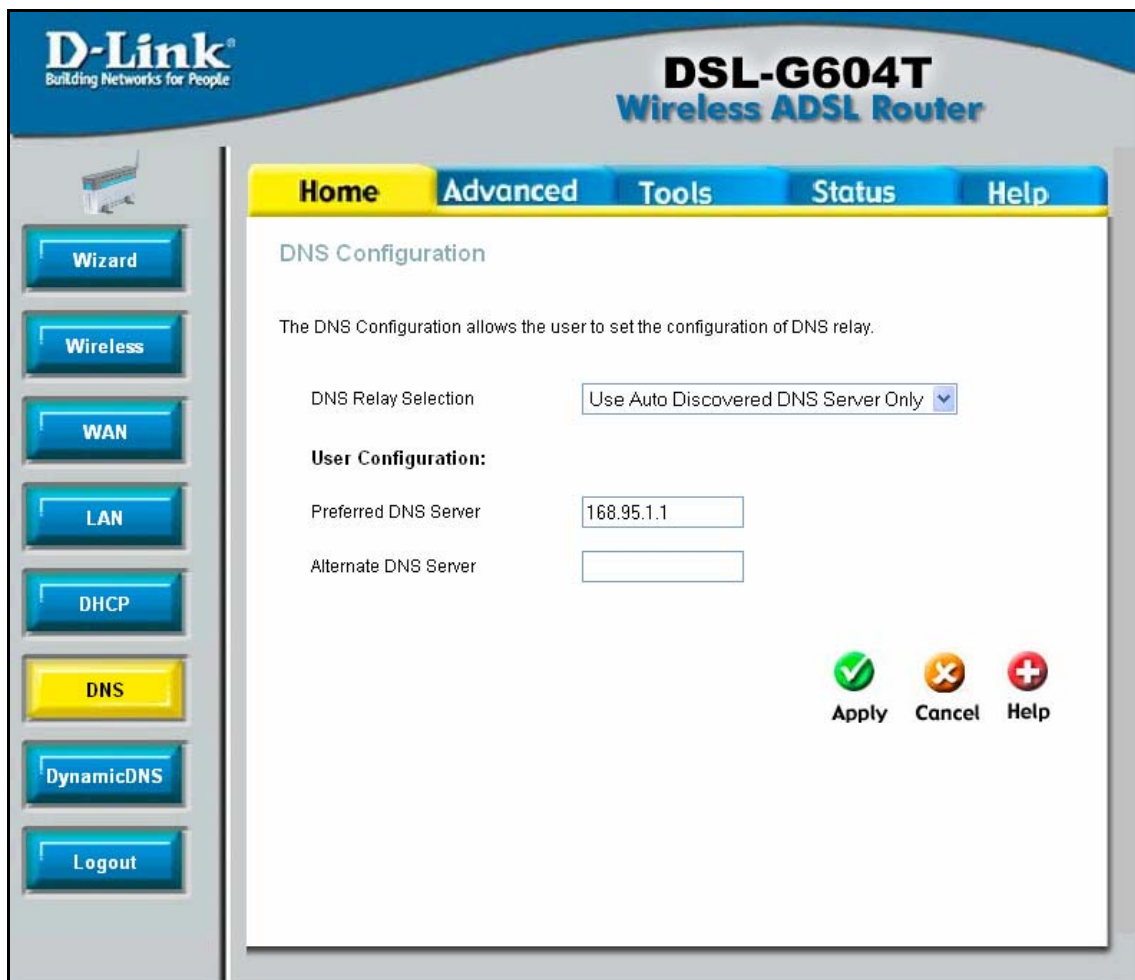 D-Link®
Building Networks for People
DSL-G604T
Wireless ADSL Router
Home Advanced Tools Status Help
Wizard
Wireless
WAN
LAN
DHCP
DNS
DynamicDNS
Logout
DNS Configuration
The DNS Configuration allows the user to set the configuration of DNS relay.
DNS Relay Selection Use Auto Discovered DNS Server Only
User Configuration:
Preferred DNS Server 168.95.1.1
Alternate DNS Server
Apply Cancel Help